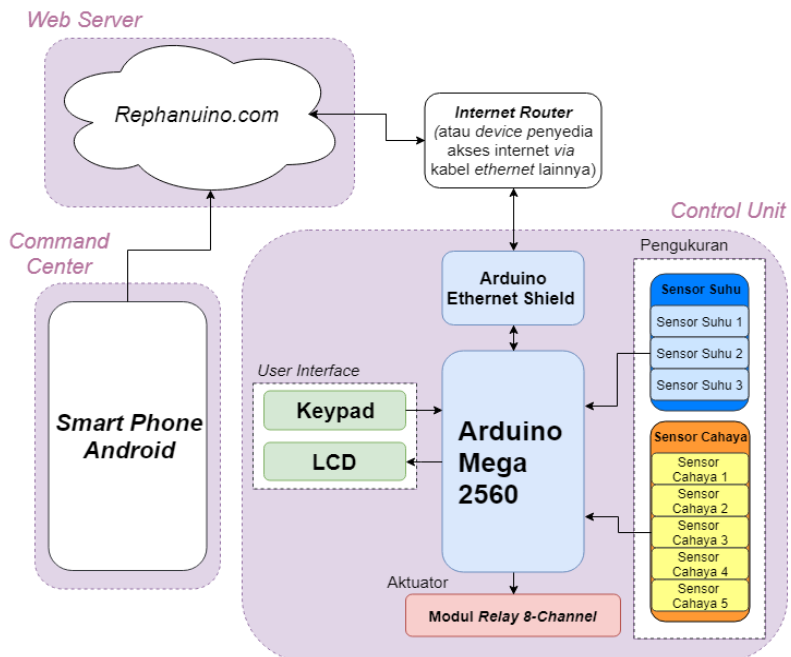 Web Server
Rephanuino.com
Internet Router
(atau device penyedia
akses internet via
kabel ethernet lainnya)
Command
Center
Smart Phone
Android
Control Unit
Arduino
Ethernet Shield
Pengukuran
Sensor Suhu
Sensor Suhu 1
Sensor Suhu 2
Sensor Suhu 3
User Interface
Keypad
LCD
Arduino
Mega
2560
Sensor Cahaya
Sensor
Cahaya 1
Sensor
Cahaya 2
Sensor
Cahaya 3
Sensor
Cahaya 4
Sensor
Cahaya 5
Aktuator
Modul Relay 8-Channel